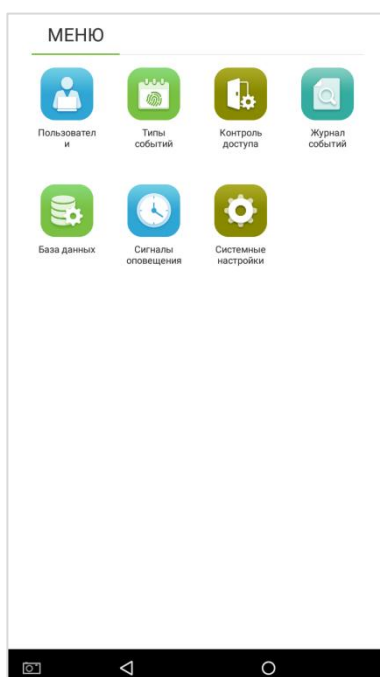 МЕНЮ
Пользовател
и
Типы
событий
Контроль
доступа
Журнал
событий
База данных
Сигналы
оповещения
Системные
настройки